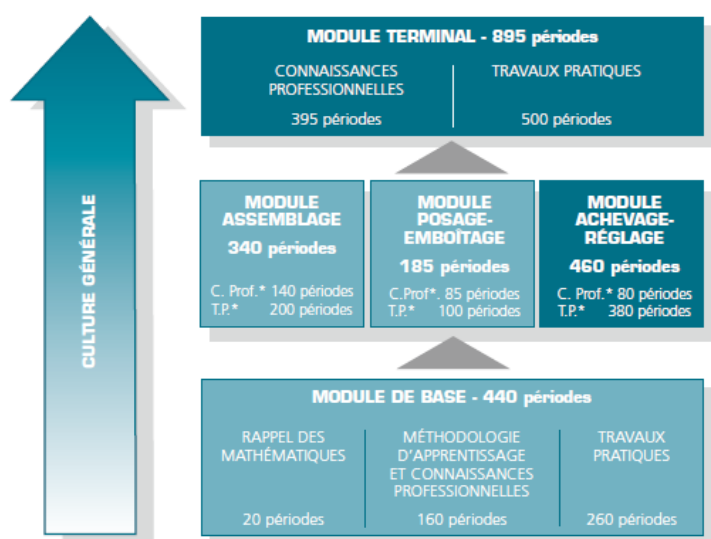 MODULE TERMINAL - 895 périodes
CONNAISSANCES
PROFESSIONNELLES
395 périodes
TRAVAUX PRATIQUES
500 périodes
MODULE
ASSEMBLAGE
340 périodes
C. Prof.* 140 périodes
T.P.* 200 périodes
MODULE
POSAGE-
EMBOÎTAGE
185 périodes
C.Prof*. 85 périodes
T.P.* 100 périodes
MODULE
ACHEVAGE-
RÉGLAGE
460 périodes
C. Prof.* 80 périodes
T.P.* 380 périodes
MODULE DE BASE - 440 périodes
RAPPEL DES
MATHÉMATIQUES
20 périodes
MÉTHODOLOGIE
D'APPRENTISSAGE
ET CONNAISSANCES
PROFESSIONNELLES
160 périodes
TRAVAUX
PRATIQUES
260 périodes
CULTURE GÉNÉRALE